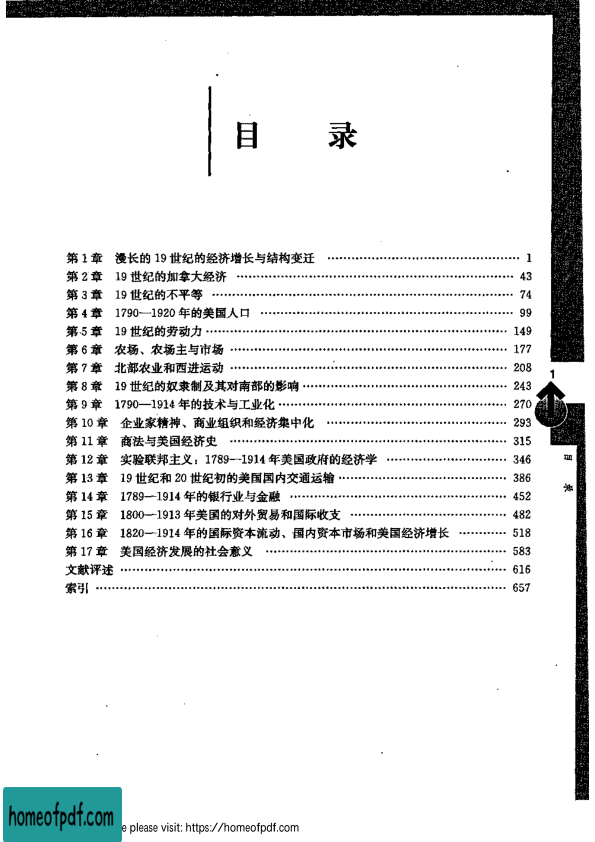 目 录
第 1 章 漫长的 19 世纪的经济增长与结构变迁 …………………………… 1
第 2 章 19 世纪的加拿大经济 …………………………… 43
第 3 章 19 世纪的不平等 …………………………… 74
第 4 章 1790—1920 年的美国人口 …………………………… 99
第 5 章 19 世纪的劳动力 …………………………… 149
第 6 章 农场、农场主与市场 …………………………… 177
第 7 章 北部农业和西进运动 …………………………… 208
第 8 章 19 世纪的奴隶制及其对南部的影响 …………………………… 243
第 9 章 1790—1914 年的技术与工业化 …………………………… 270
第 10 章 企业家精神、商业组织和经济集中化 …………………………… 293
第 11 章 商法与美国经济史 …………………………… 315
第 12 章 实验联邦主义：1789—1914 年美国政府的经济学 …………………………… 346
第 13 章 19 世纪和 20 世纪初的美国国内交通运输 …………………………… 386
第 14 章 1789—1914 年的银行业与金融 …………………………… 452
第 15 章 1800—1913 年美国的对外贸易和国际收支 …………………………… 482
第 16 章 1820—1914 年的国际资本流动、国内资本市场和美国经济增长 ………… 518
第 17 章 美国经济发展的社会意义 …………………………… 583
文献评述 …………………………… 616
索引 …………………………… 657
1
目 录
homeofpdf.com
e please visit: https://homeofpdf.com